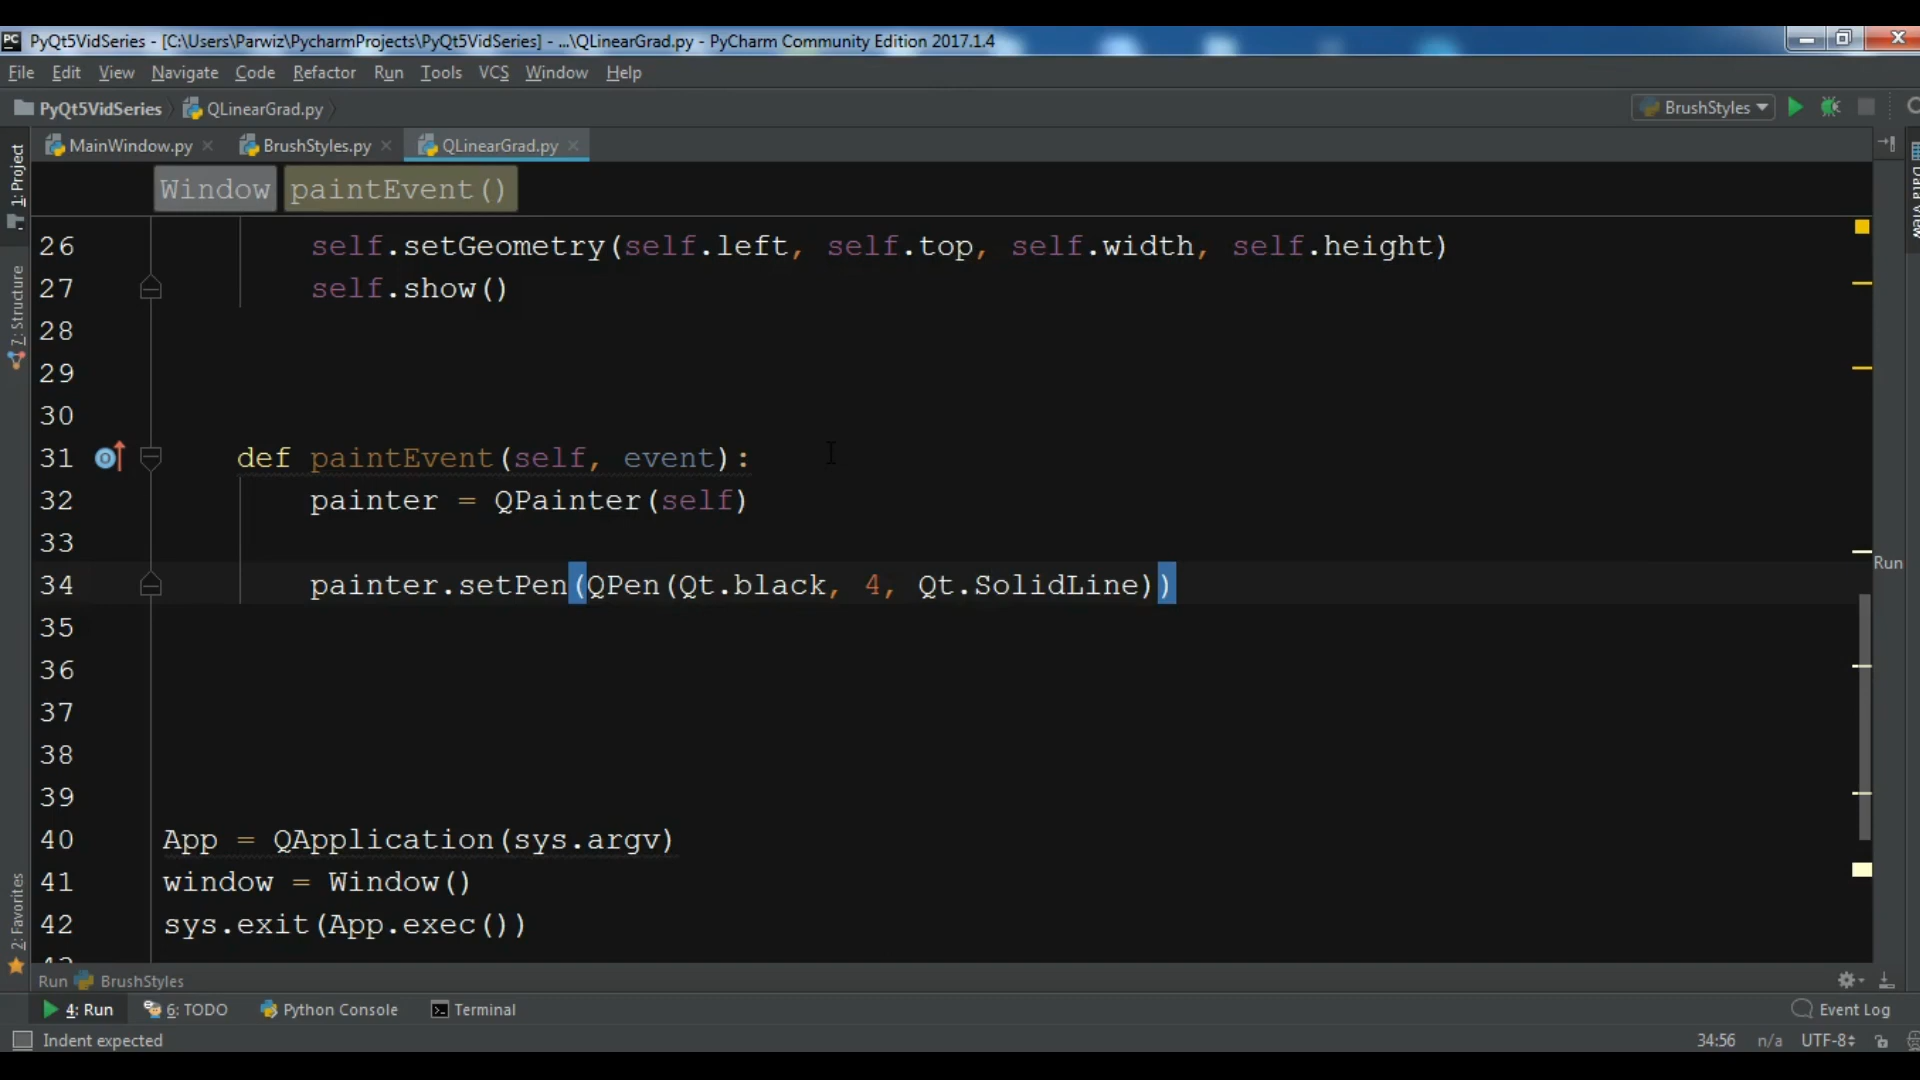 PC PyQt5VidSeries - [C:\Users\Parwiz\PycharmProjects\PyQt5VidSeries] - ...\QLinearGrad.py - PyCharm Community Edition 2017.1.4
File Edit View Navigate Code Refactor Run Tools VCS Window Help
PyQt5VidSeries QLinearGrad.py BrushStyles
MainWindow.py BrushStyles.py QLinearGrad.py
Window paintEvent()
1: Project
7: Structure
2: Favorites
Data View
Run
26 self.setGeometry(self.left, self.top, self.width, self.height)
27 self.show()
28
29
30
31 def paintEvent(self, event):
32 painter = QPainter(self)
33
34 painter.setPen(QPen(Qt.black, 4, Qt.SolidLine))
35
36
37
38
39
40 App = QApplication(sys.argv)
41 window = Window()
42 sys.exit(App.exec())
Run BrushStyles
4: Run 6: TODO Python Console Terminal Event Log
Indent expected 34:56 n/a UTF-8